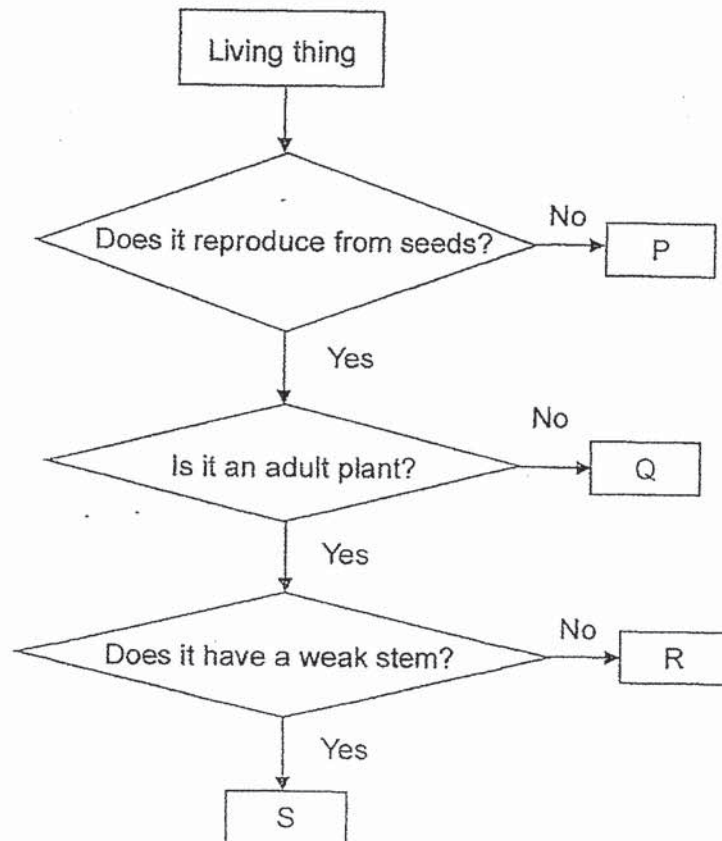 Living thing
Does it reproduce from seeds?
No
P
Yes
Is it an adult plant?
No
Q
Yes
Does it have a weak stem?
No
R
Yes
S